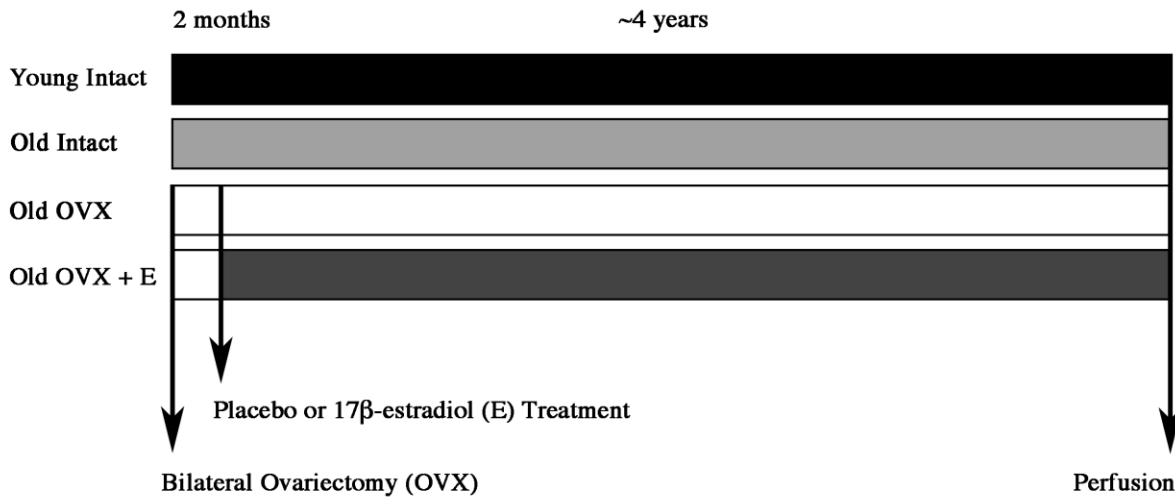 2 months ~4 years
Young Intact
Old Intact
Old OVX
Old OVX + E
Placebo or 17β-estradiol (E) Treatment
Bilateral Ovariectomy (OVX) Perfusion